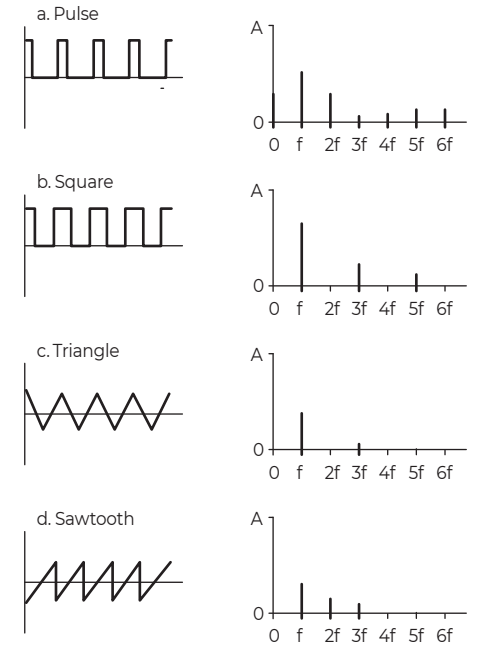 a. Pulse
A
0
0 f 2f 3f 4f 5f 6f
b. Square
A
0
0 f 2f 3f 4f 5f 6f
c. Triangle
A
0
0 f 2f 3f 4f 5f 6f
d. Sawtooth
A
0
0 f 2f 3f 4f 5f 6f